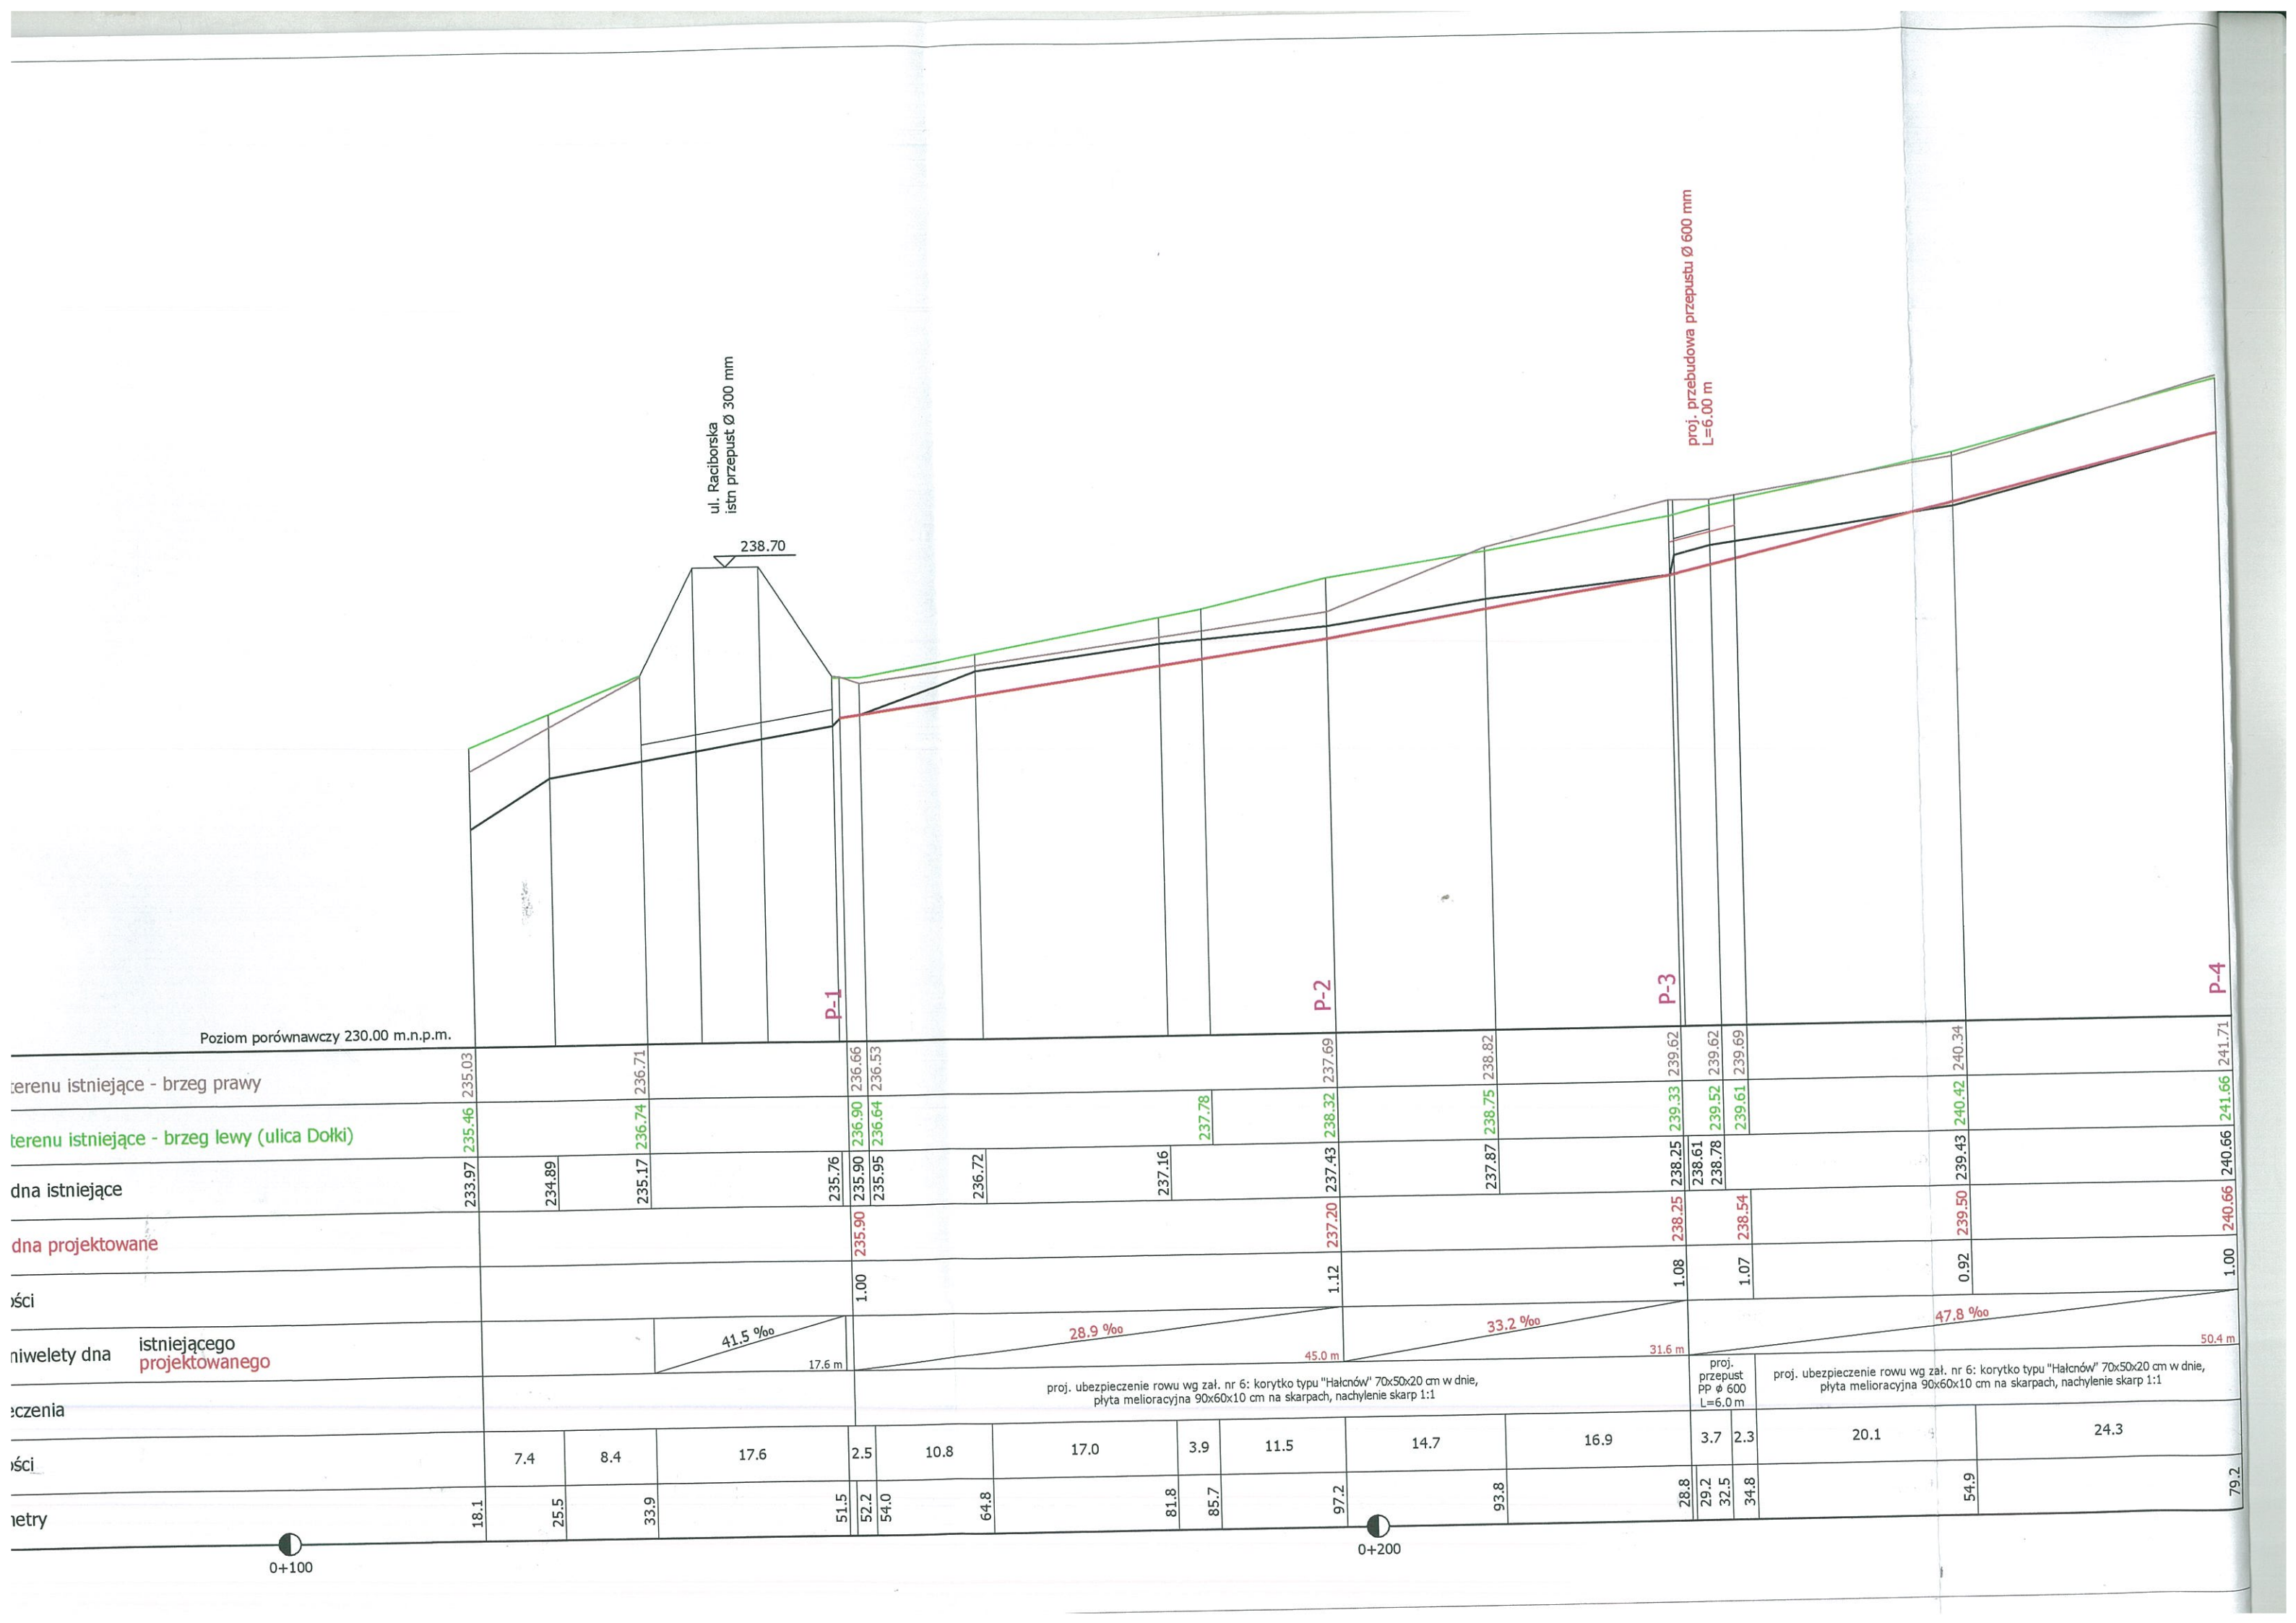 proj. przebudowa przepustu Ø 600 mm
L=6.00 m
ul. Raciborska
istn przepust Ø 300 mm
238.70
P-1
P-2
P-3
P-4
Poziom porównawczy 230.00 m.n.p.m.
terenu istniejące - brzeg prawy
235.03 236.71 236.66 236.53 237.69 238.82 239.62 239.62 239.69 240.34 241.71
terenu istniejące - brzeg lewy (ulica Dołki)
235.46 236.74 236.90 236.64 237.78 238.32 238.75 239.33 239.52 239.61 240.42 241.66
dna istniejące
233.97 234.89 235.17 235.76 235.90 235.95 236.72 237.16 237.43 237.87 238.25 238.61 238.78 239.43 240.66
dna projektowane
235.90 237.20 238.25 238.54 239.50 240.66
ości
1.00 1.12 1.08 1.07 0.92 1.00
niwelety dna istniejącego
projektowanego
41.5 ‰ 17.6 m 28.9 ‰ 45.0 m 33.2 ‰ 31.6 m 47.8 ‰ 50.4 m
eczenia
proj. ubezpieczenie rowu wg zał. nr 6: korytko typu "Hałcnów" 70x50x20 cm w dnie,
płyta melioracyjna 90x60x10 cm na skarpach, nachylenie skarp 1:1
proj.
przepust
PP ϕ 600
L=6.0 m
proj. ubezpieczenie rowu wg zał. nr 6: korytko typu "Hałcnów" 70x50x20 cm w dnie,
płyta melioracyjna 90x60x10 cm na skarpach, nachylenie skarp 1:1
ości
7.4 8.4 17.6 2.5 10.8 17.0 3.9 11.5 14.7 16.9 3.7 2.3 20.1 24.3
metry
18.1 25.5 33.9 51.5 52.2 54.0 64.8 81.8 85.7 97.2 93.8 28.8 29.2 32.5 34.8 54.9 79.2
0+100
0+200